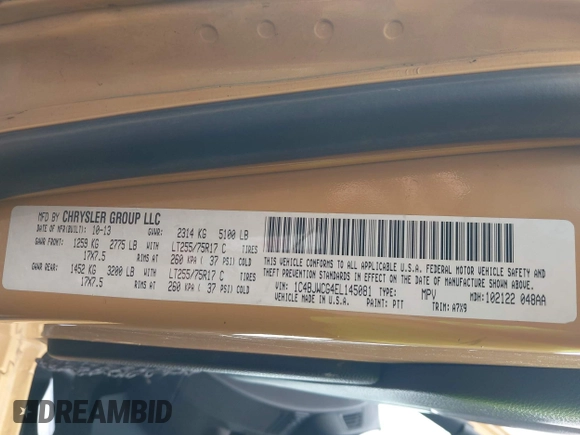 MFD BY CHRYSLER GROUP LLC
DATE OF MFR(BUILT): 10-13 GVWR: 2314 KG 5100 LB
GAWR FRONT: 1259 KG 2775 LB WITH LT255/75R17 C TIRES
17X7.5 RIMS AT 260 KPA ( 37 PSI) COLD
GAWR REAR: 1452 KG 3200 LB WITH LT255/75R17 C TIRES
17X7.5 RIMS AT 260 KPA ( 37 PSI) COLD
THIS VEHICLE CONFORMS TO ALL APPLICABLE U.S.A. FEDERAL MOTOR VEHICLE SAFETY AND
THEFT PREVENTION STANDARDS IN EFFECT ON THE DATE OF MANUFACTURE SHOWN ABOVE.
VIN: 1C4BJWCG4EL145081 TYPE: MPV MDH: 102122 048AA
VEHICLE MADE IN U.S.A. PAINT: PTT TRIM: A7X9
DREAMBID